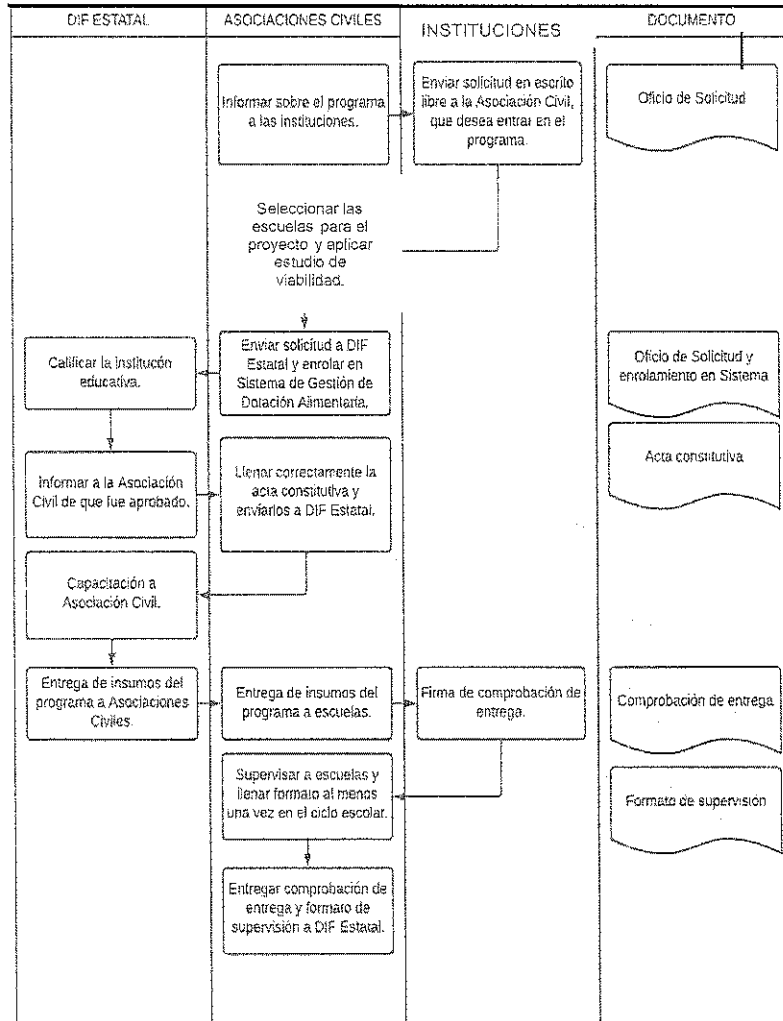 DIF ESTATAL
ASOCIACIONES CIVILES
INSTITUCIONES
DOCUMENTO
Informar sobre el programa
a las instituciones.
Enviar solicitud en escrito
libre a la Asociación Civil,
que desea entrar en el
programa.
Oficio de Solicitud
Seleccionar las
escuelas para el
proyecto y aplicar
estudio de
viabilidad.
Calificar la institucón
educativa.
Enviar solicitud a DIF
Estatal y enrolar en
Sistema de Gestión de
Dotación Alimentaria.
Oficio de Solicitud y
enrolamiento en Sistema
Informar a la Asociación
Civil de que fue aprobado.
Llenar correctamente la
acta constitutiva y
enviarlos a DIF Estatal.
Acta constitutiva
Capacitación a
Asociación Civil.
Entrega de insumos del
programa a Asociaciones
Civiles.
Entrega de insumos del
programa a escuelas.
Firma de comprobación de
entrega.
Comprobación de entrega
Supervisar a escuelas y
llenar formato al menos
una vez en el ciclo escolar.
Formato de supervisión
Entregar comprobación de
entrega y formato de
supervisión a DIF Estatal.